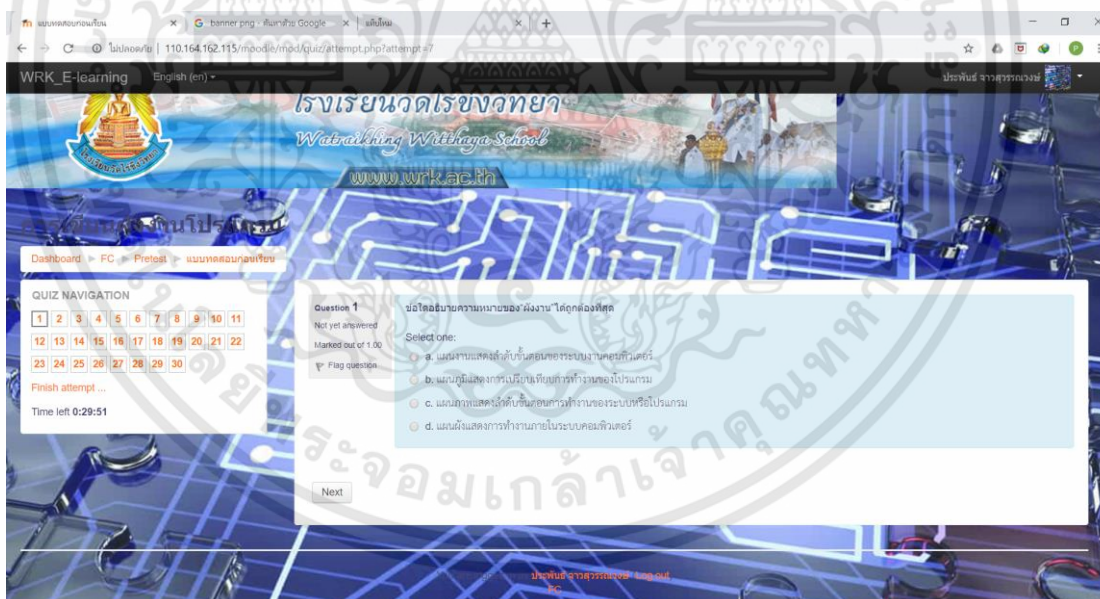 แบบทดสอบก่อนเรียน
banner png - ค้นหาด้วย Google
แท็บใหม่
ไม่ปลอดภัย | 110.164.162.115/moodle/mod/quiz/attempt.php?attempt=7
WRK_E-learning English (en)
ประพันธ์ จาวสุวรรณวงษ์
โรงเรียนวัดไร่ขิงวิทยา
Watraikhing Witthaya School
www.wrk.ac.th
Dashboard FC Pretest แบบทดสอบก่อนเรียน
QUIZ NAVIGATION
1 2 3 4 5 6 7 8 9 10 11
12 13 14 15 16 17 18 19 20 21 22
23 24 25 26 27 28 29 30
Finish attempt ...
Time left 0:29:51
Question 1
Not yet answered
Marked out of 1.00
Flag question
ข้อใดอธิบายความหมายของ"ผังงาน"ได้ถูกต้องที่สุด
Select one:
a. แผนงานแสดงลำดับขั้นตอนของระบบงานคอมพิวเตอร์
b. แผนภูมิแสดงการเปรียบเทียบการทำงานของโปรแกรม
c. แผนภาพแสดงลำดับขั้นตอนการทำงานของระบบหรือโปรแกรม
d. แผนผังแสดงการทำงานภายในระบบคอมพิวเตอร์
Next
ประพันธ์ จาวสุวรรณวงษ์ Log out
FC